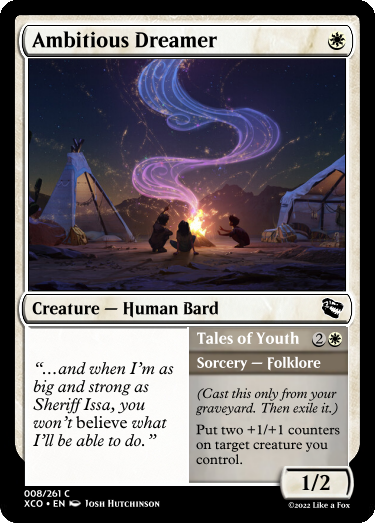 Ambitious Dreamer
Creature — Human Bard
"...and when I'm as
big and strong as
Sheriff Issa, you
won't believe what
I'll be able to do."
Tales of Youth 2
Sorcery — Folklore
(Cast this only from your
graveyard. Then exile it.)
Put two +1/+1 counters
on target creature you
control.
1/2
008/261 C
XCO • EN Josh Hutchinson
©2022 Like a Fox